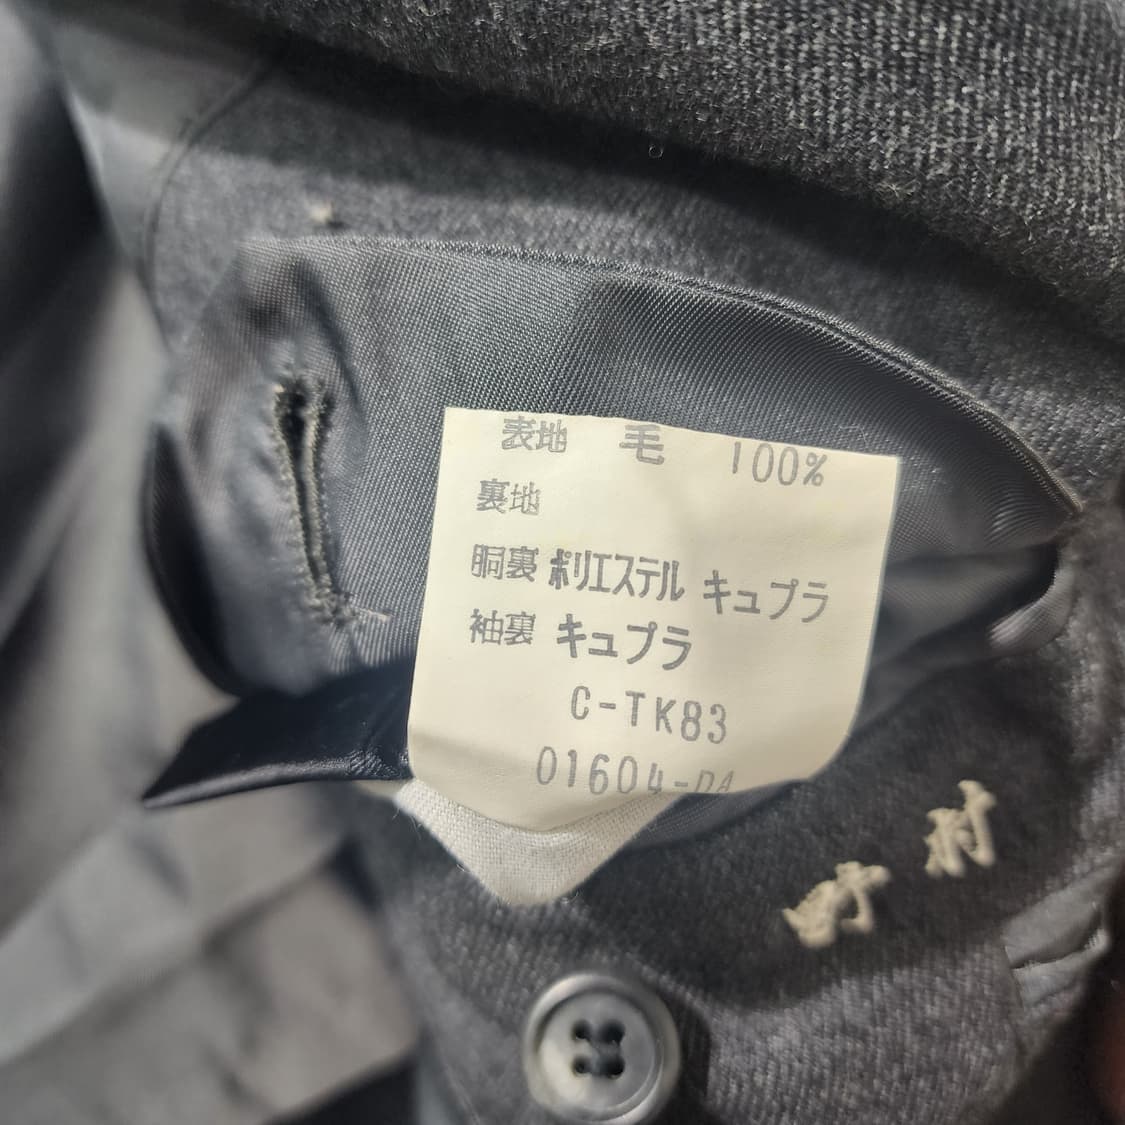 表地 毛 100%
裏地
胴裏 ポリエステル キュプラ
袖裏 キュプラ
C-TK83
01604-DA
野村